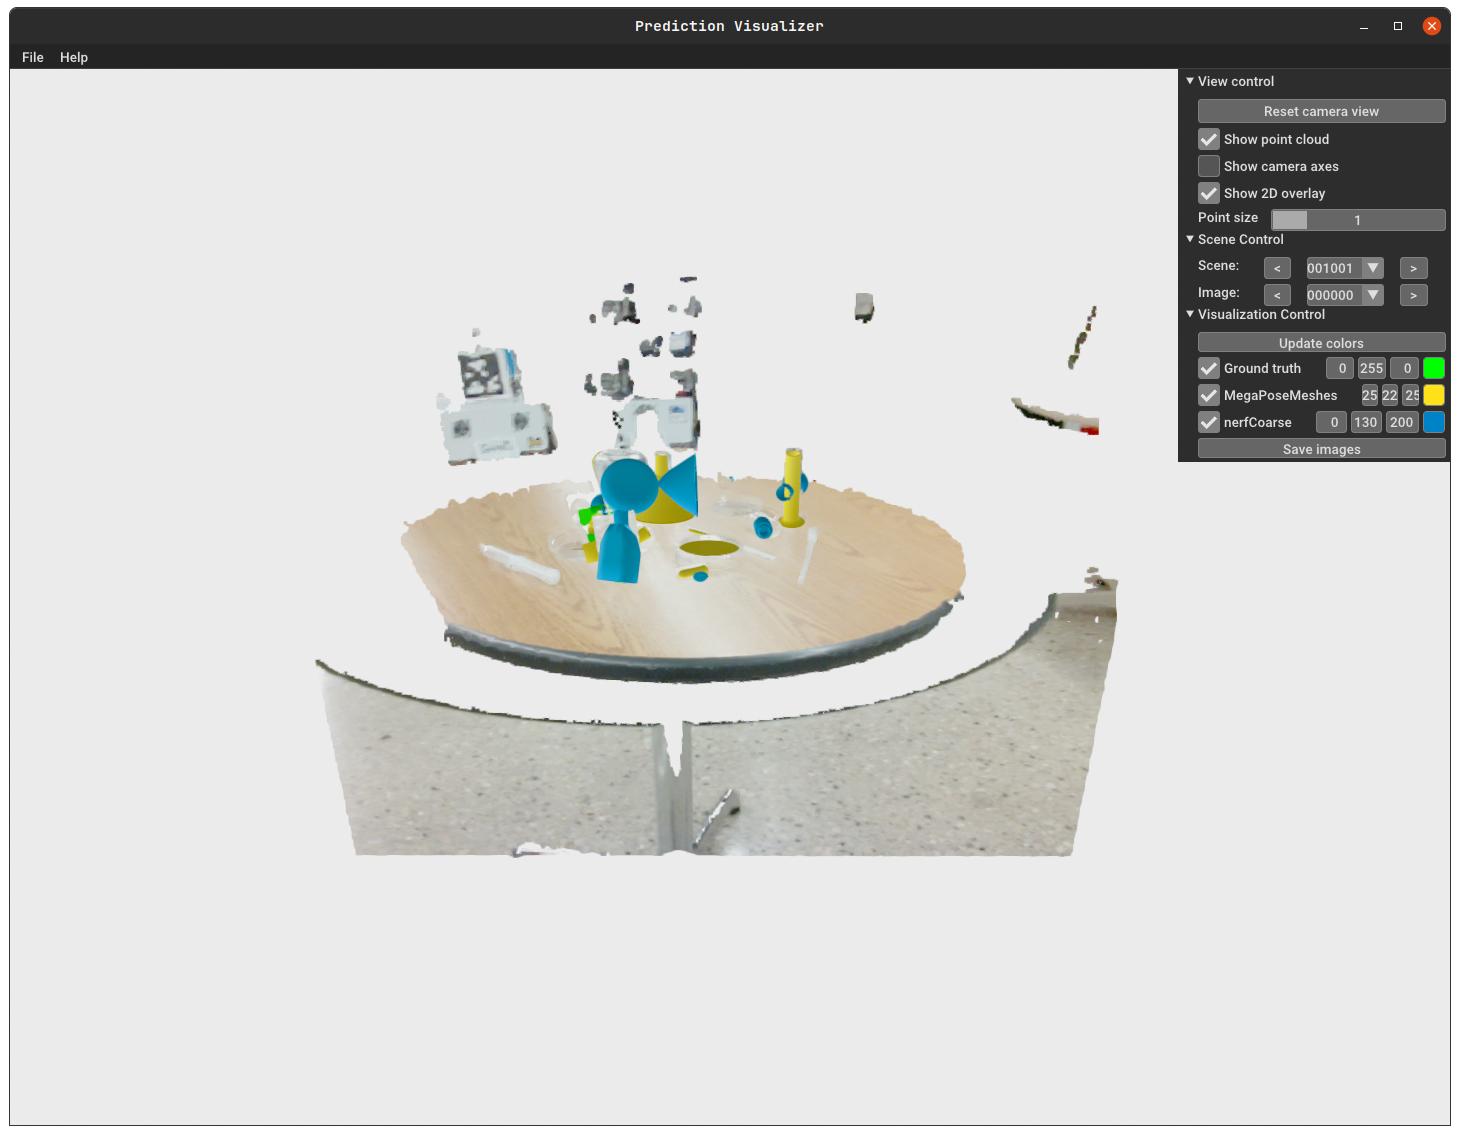 Prediction Visualizer
File Help
View control
Reset camera view
Show point cloud
Show camera axes
Show 2D overlay
Point size 1
Scene Control
Scene: < 001001 >
Image: < 000000 >
Visualization Control
Update colors
Ground truth 0 255 0
MegaPoseMeshes 25 22 25
nerfCoarse 0 130 200
Save images